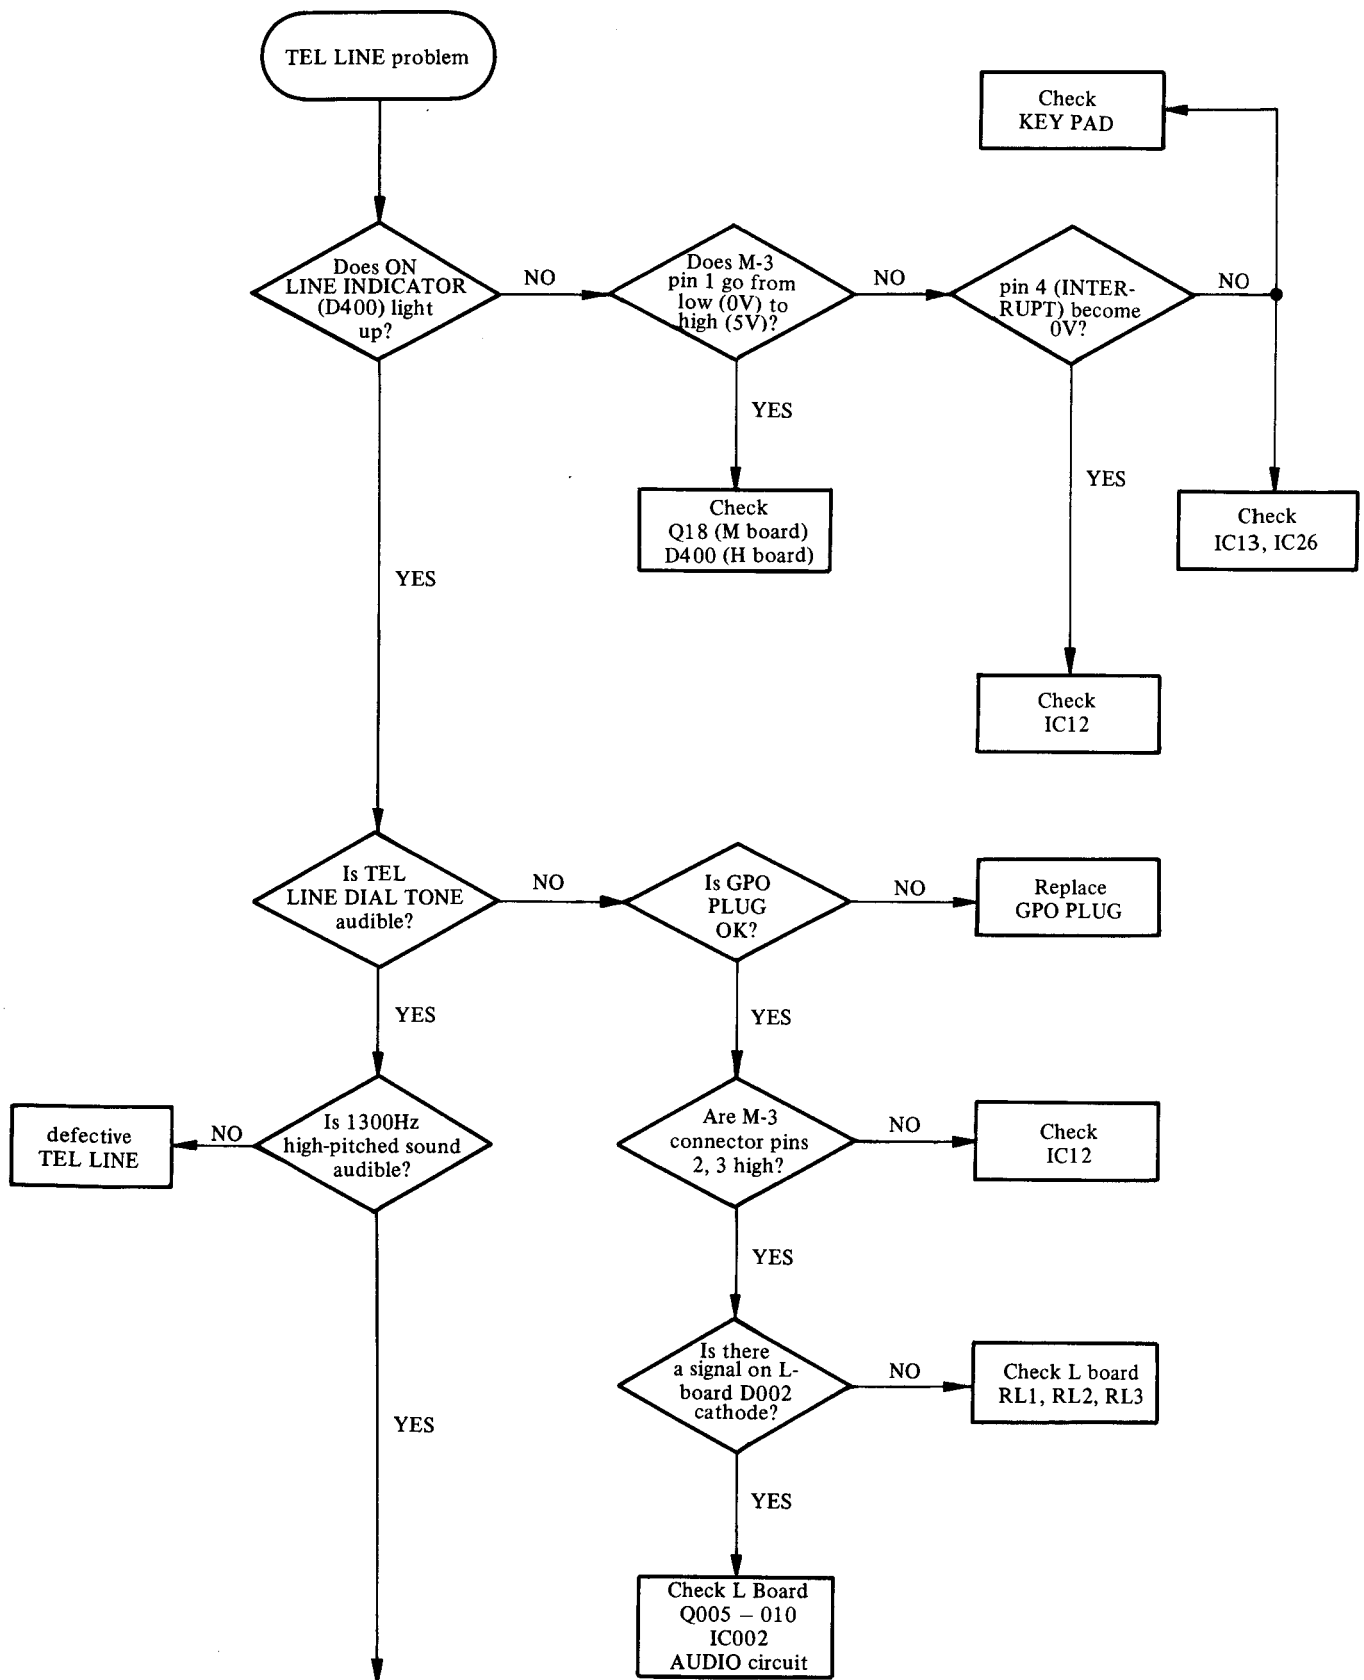 TEL LINE problem
Check
KEY PAD
Does ON
LINE INDICATOR
(D400) light
up?
NO
Does M-3
pin 1 go from
low (0V) to
high (5V)?
NO
pin 4 (INTER-
RUPT) become
0V?
NO
YES
Check
Q18 (M board)
D400 (H board)
YES
Check
IC13, IC26
YES
Check
IC12
Is TEL
LINE DIAL TONE
audible?
NO
Is GPO
PLUG
OK?
NO
Replace
GPO PLUG
YES
YES
defective
TEL LINE
NO
Is 1300Hz
high-pitched sound
audible?
Are M-3
connector pins
2, 3 high?
NO
Check
IC12
YES
Is there
a signal on L-
board D002
cathode?
NO
Check L board
RL1, RL2, RL3
YES
YES
Check L Board
Q005 – 010
IC002
AUDIO circuit